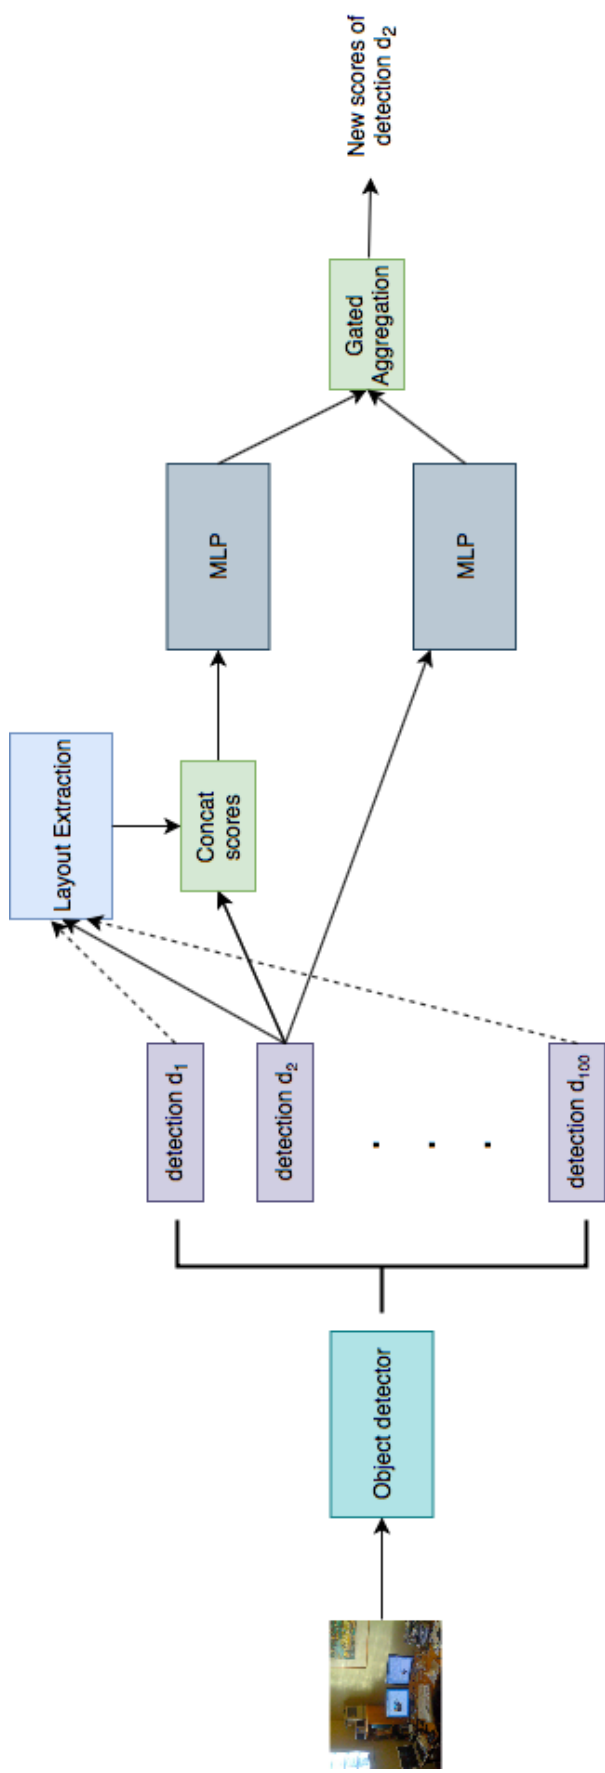 Object detector
detection d₁
detection d₂
. . .
detection d₁₀₀
Layout Extraction
Concat
scores
MLP
MLP
Gated
Aggregation
New scores of
detection d₂